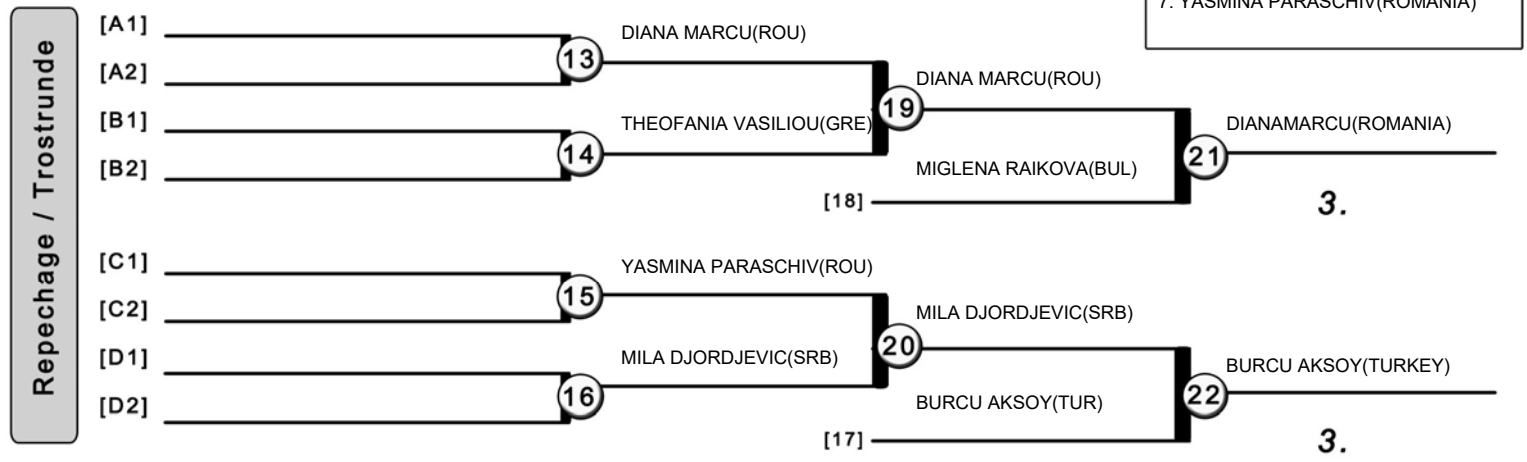 7. YASMINA PARASCHIV(ROMANIA)
Repechage / Trostrunde
[A1]
DIANA MARCU(ROU)
13
[A2]
DIANA MARCU(ROU)
19
[B1]
THEOFANIA VASILIOU(GRE)
DIANAMARCU(ROMANIA)
14
21
[B2]
MIGLENA RAIKOVA(BUL)
[18]
3.
[C1]
YASMINA PARASCHIV(ROU)
15
[C2]
MILA DJORDJEVIC(SRB)
20
[D1]
MILA DJORDJEVIC(SRB)
BURCU AKSOY(TURKEY)
16
22
[D2]
BURCU AKSOY(TUR)
[17]
3.